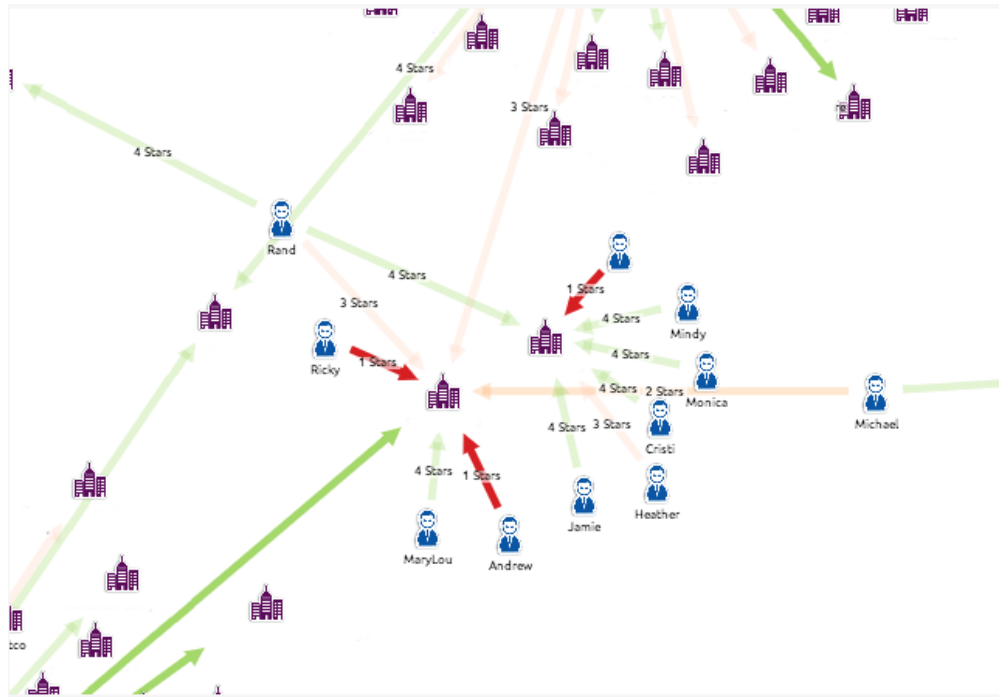 4 Stars
3 Stars
re
4 Stars
Rand
4 Stars
1 Stars
3 Stars
4 Stars
Mindy
4 Stars
1 Stars
Ricky
4 Stars
2 Stars
Monica
Michael
4 Stars
3 Stars
Cristi
4 Stars
1 Stars
Heather
Jamie
MaryLou
Andrew
tco